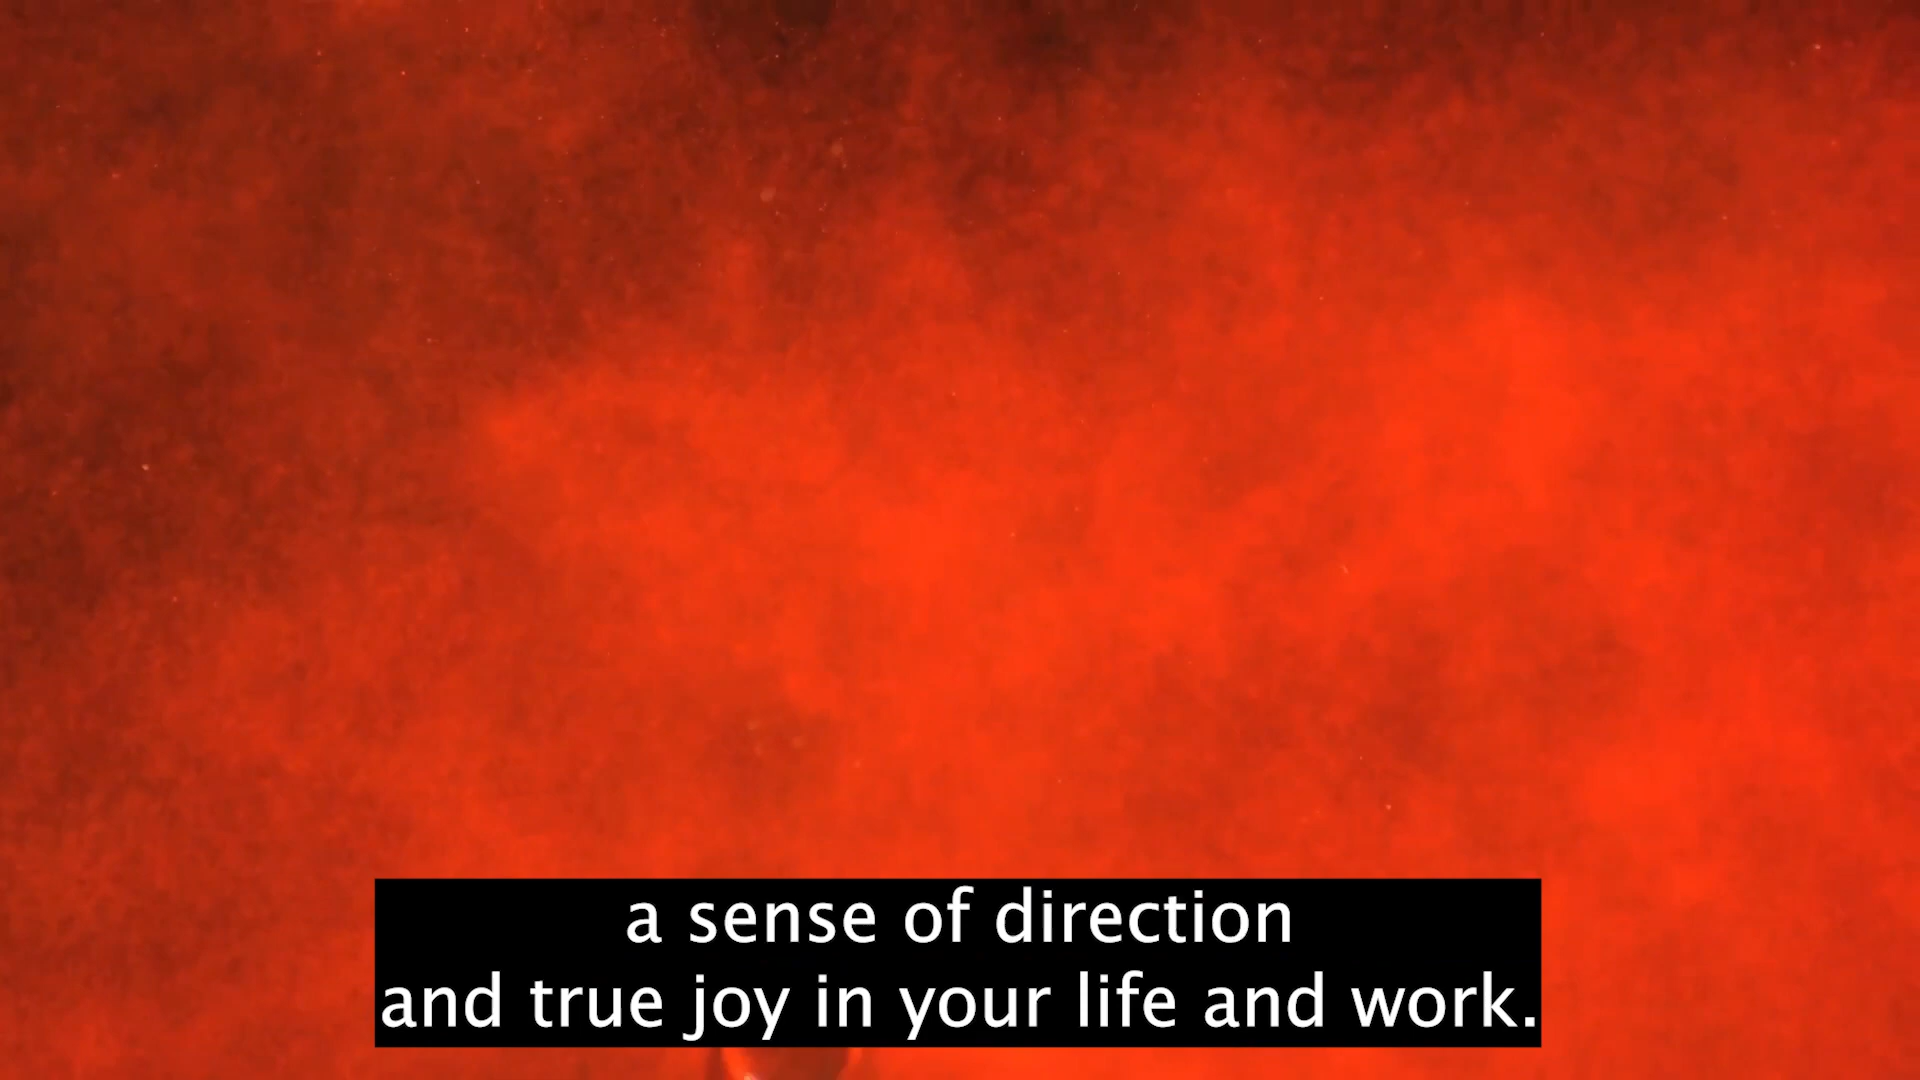 a sense of direction
and true joy in your life and work.